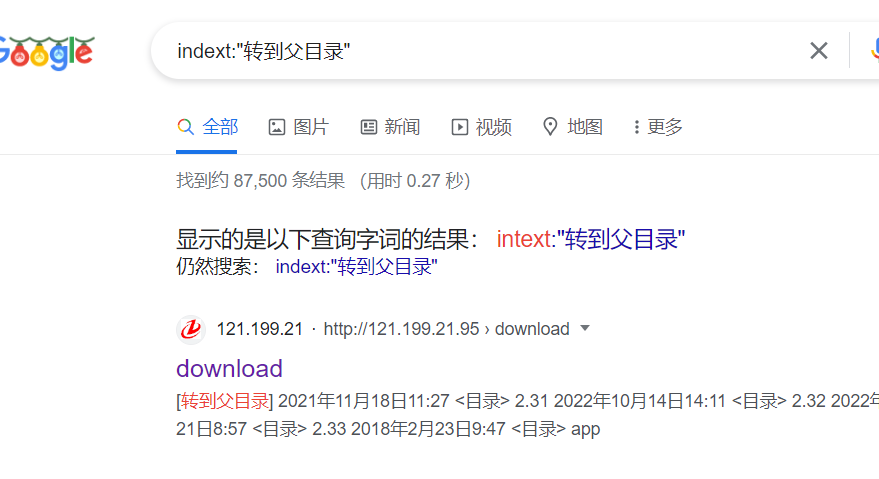 Google
indext:"转到父目录"
全部 图片 新闻 视频 地图 更多
找到约 87,500 条结果 （用时 0.27 秒）
显示的是以下查询字词的结果： intext:"转到父目录"
仍然搜索： indext:"转到父目录"
121.199.21 · http://121.199.21.95 › download
download
[转到父目录] 2021年11月18日11:27 <目录> 2.31 2022年10月14日14:11 <目录> 2.32 2022年
21日8:57 <目录> 2.33 2018年2月23日9:47 <目录> app